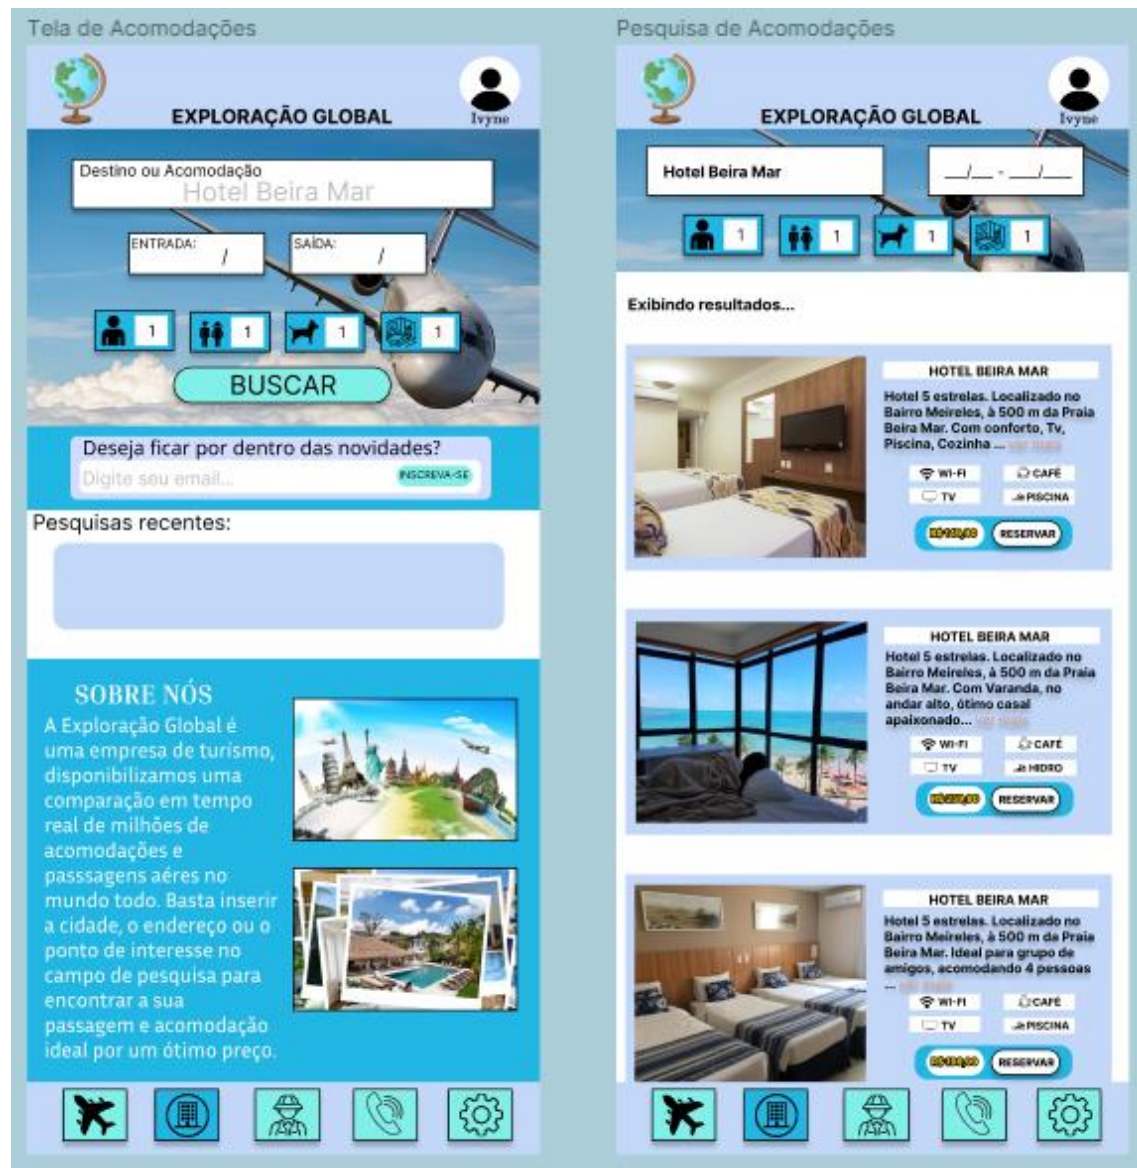 Tela de Acomodações
EXPLORAÇÃO GLOBAL
Ivyne
Destino ou Acomodação
Hotel Beira Mar
ENTRADA:
/
SAÍDA:
/
1
1
1
1
BUSCAR
Deseja ficar por dentro das novidades?
Digite seu email...
INSCREVA-SE
Pesquisas recentes:
SOBRE NÓS
A Exploração Global é
uma empresa de turismo,
disponibilizamos uma
comparação em tempo
real de milhões de
acomodações e
passsagens aéres no
mundo todo. Basta inserir
a cidade, o endereço ou o
ponto de interesse no
campo de pesquisa para
encontrar a sua
passagem e acomodação
ideal por um ótimo preço.
Pesquisa de Acomodações
EXPLORAÇÃO GLOBAL
Ivyne
Hotel Beira Mar
__/__ - __/__
1
1
1
1
Exibindo resultados...
HOTEL BEIRA MAR
Hotel 5 estrelas. Localizado no
Bairro Meireles, à 500 m da Praia
Beira Mar. Com conforto, Tv,
Piscina, Cozinha ... ver mais
WI-FI
CAFÉ
TV
PISCINA
RESERVAR
HOTEL BEIRA MAR
Hotel 5 estrelas. Localizado no
Bairro Meireles, à 500 m da Praia
Beira Mar. Com Varanda, no
andar alto, ótimo casal
apaixonado... ver mais
WI-FI
CAFÉ
TV
HIDRO
RESERVAR
HOTEL BEIRA MAR
Hotel 5 estrelas. Localizado no
Bairro Meireles, à 500 m da Praia
Beira Mar. Ideal para grupo de
amigos, acomodando 4 pessoas
... ver mais
WI-FI
CAFÉ
TV
PISCINA
RESERVAR